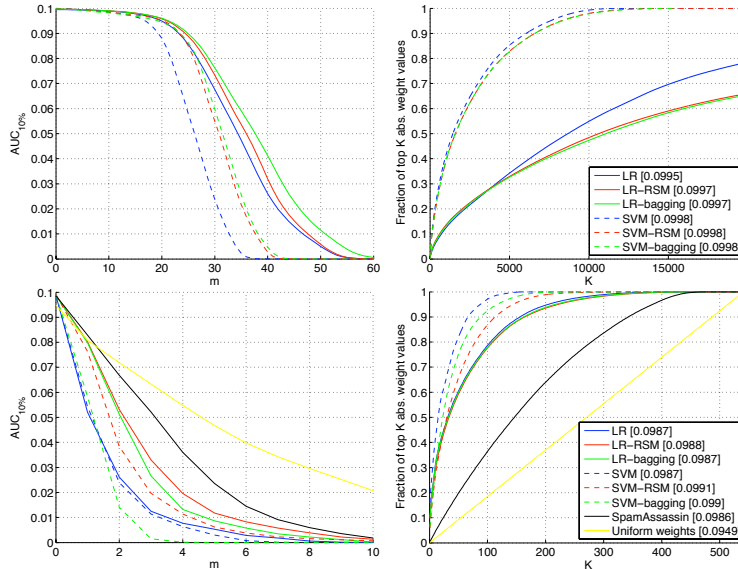 0.1
0.09
0.08
0.07
0.06
0.05
0.04
0.03
0.02
0.01
0
AUC10%
0 10 20 30 40 50 60
m
1
0.9
0.8
0.7
0.6
0.5
0.4
0.3
0.2
0.1
0
Fraction of top K abs. weight values
0 5000 10000 15000
K
LR [0.0995]
LR−RSM [0.0997]
LR−bagging [0.0997]
SVM [0.0998]
SVM−RSM [0.0998]
SVM−bagging [0.0998
0.1
0.09
0.08
0.07
0.06
0.05
0.04
0.03
0.02
0.01
0
AUC10%
0 2 4 6 8 10
m
1
0.9
0.8
0.7
0.6
0.5
0.4
0.3
0.2
0.1
0
Fraction of top K abs. weight values
0 100 200 300 400 500
K
LR [0.0987]
LR−RSM [0.0988]
LR−bagging [0.0987]
SVM [0.0987]
SVM−RSM [0.0991]
SVM−bagging [0.099]
SpamAssassin [0.0986]
Uniform weights [0.0949]